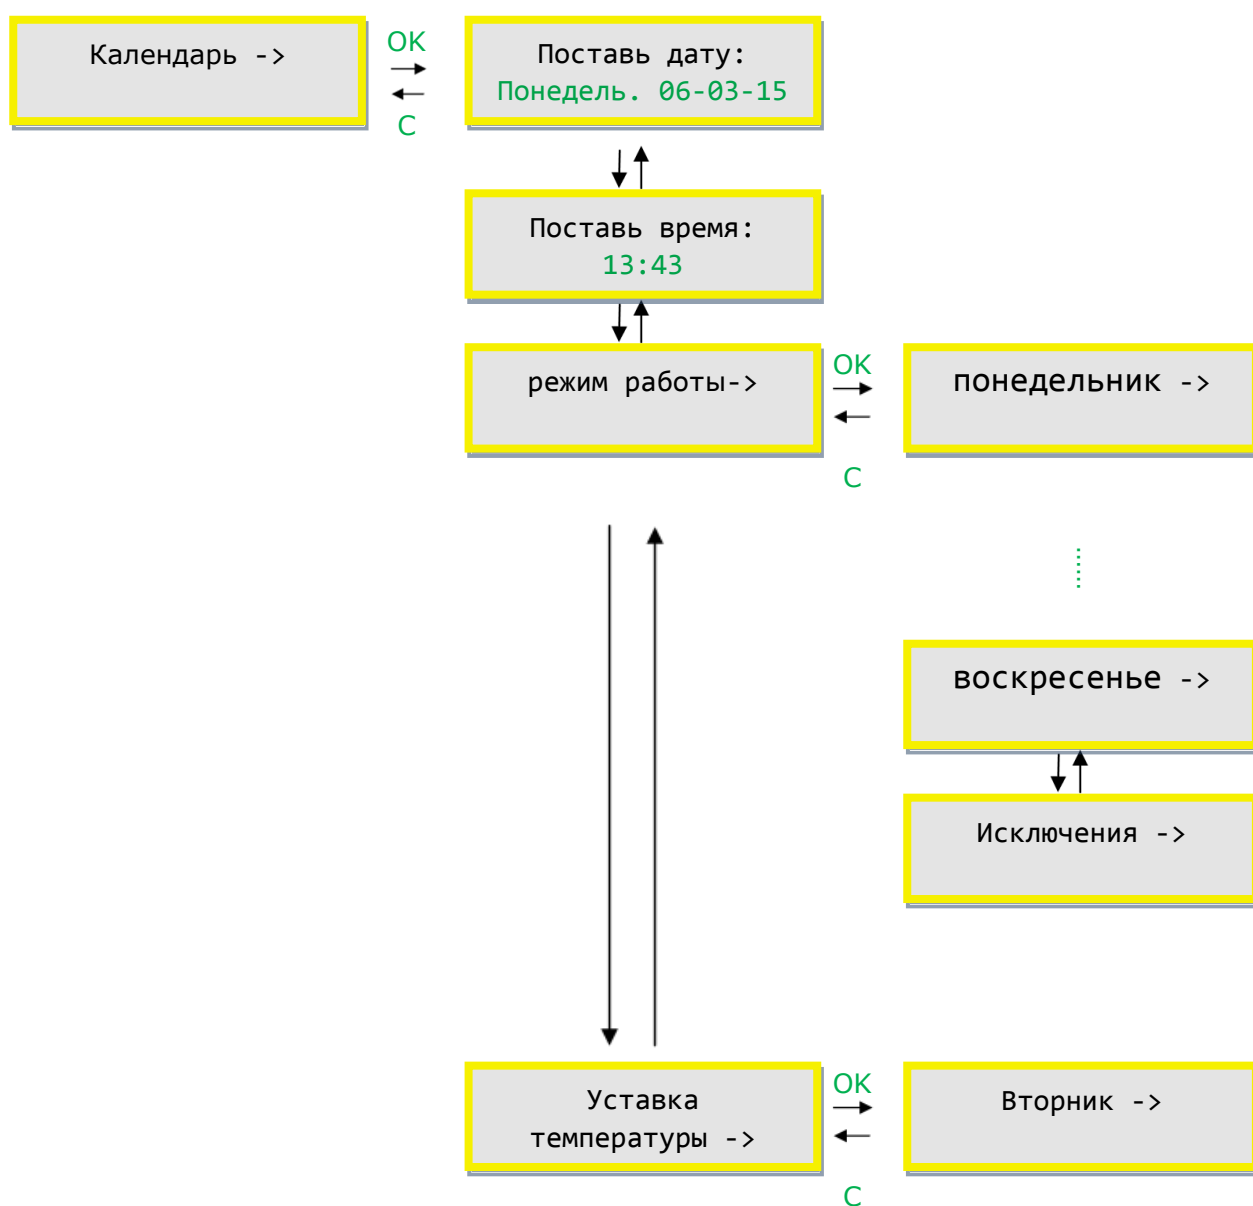 Календарь ->
OK
C
Поставь дату:
Понедель. 06-03-15
Поставь время:
13:43
режим работы->
OK
C
понедельник ->
воскресенье ->
Исключения ->
Уставка
температуры ->
OK
C
Вторник ->